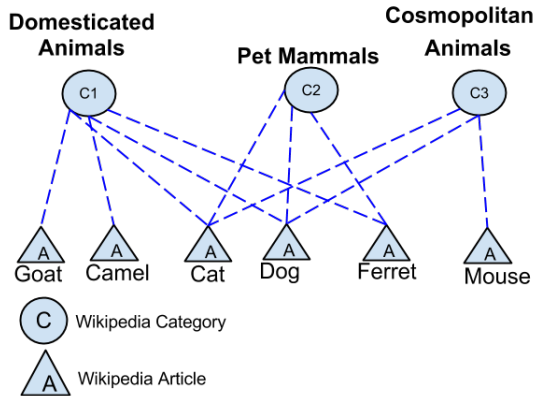 Domesticated
Animals
Pet Mammals
Cosmopolitan
Animals
C1
C2
C3
A
A
A
A
A
A
Goat
Camel
Cat
Dog
Ferret
Mouse
C
Wikipedia Category
A
Wikipedia Article